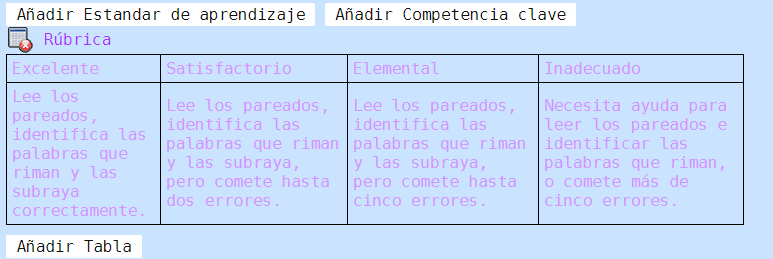 Añadir Estandar de aprendizaje Añadir Competencia clave
Rúbrica
Excelente Satisfactorio Elemental Inadecuado
Lee los
pareados,
identifica las
palabras que
riman y las
subraya
correctamente.
Lee los pareados,
identifica las
palabras que riman
y las subraya,
pero comete hasta
dos errores.
Lee los pareados,
identifica las
palabras que riman
y las subraya,
pero comete hasta
cinco errores.
Necesita ayuda para
leer los pareados e
identificar las
palabras que riman,
o comete más de
cinco errores.
Añadir Tabla